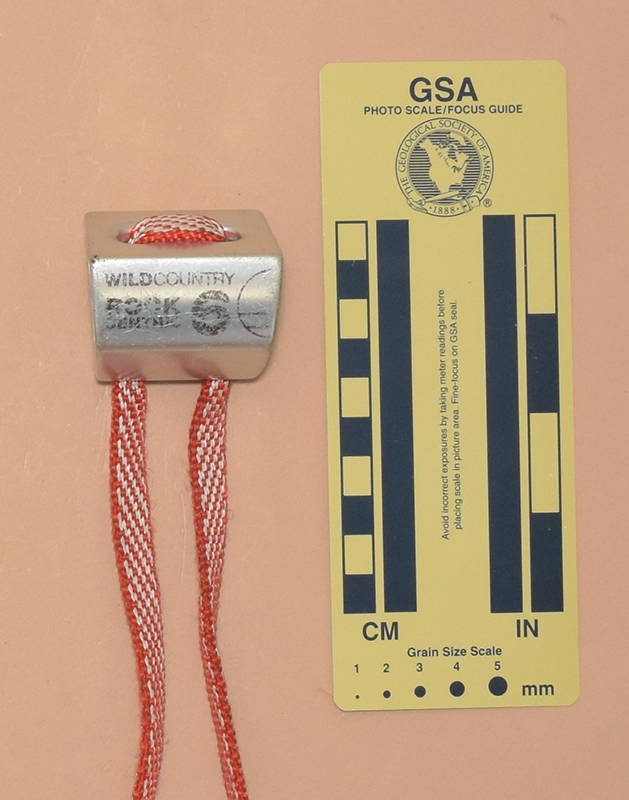 WILDCOUNTRY
ROCK
CENTRIC
GSA
PHOTO SCALE/FOCUS GUIDE
THE GEOLOGICAL SOCIETY OF AMERICA
1888
®
Avoid incorrect exposures by taking meter readings before
placing scale in picture area. Fine-focus on GSA seal.
CM
IN
Grain Size Scale
1 2 3 4 5
mm